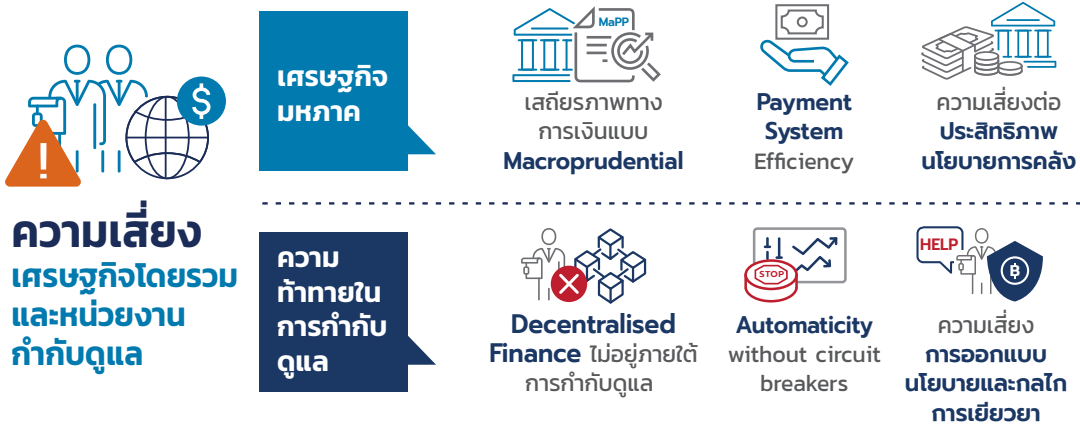 ความเสี่ยง
เศรษฐกิจโดยรวม
และหน่วยงาน
กำกับดูแล
$
!
เศรษฐกิจ
มหภาค
MaPP
เสถียรภาพทาง
การเงินแบบ
Macroprudential
Payment
System
Efficiency
ความเสี่ยงต่อ
ประสิทธิภาพ
นโยบายการคลัง
ความ
ท้าทายใน
การกำกับ
ดูแล
Decentralised
Finance ไม่อยู่ภายใต้
การกำกับดูแล
STOP
Automaticity
without circuit
breakers
HELP
฿
ความเสี่ยง
การออกแบบ
นโยบายและกลไก
การเยียวยา